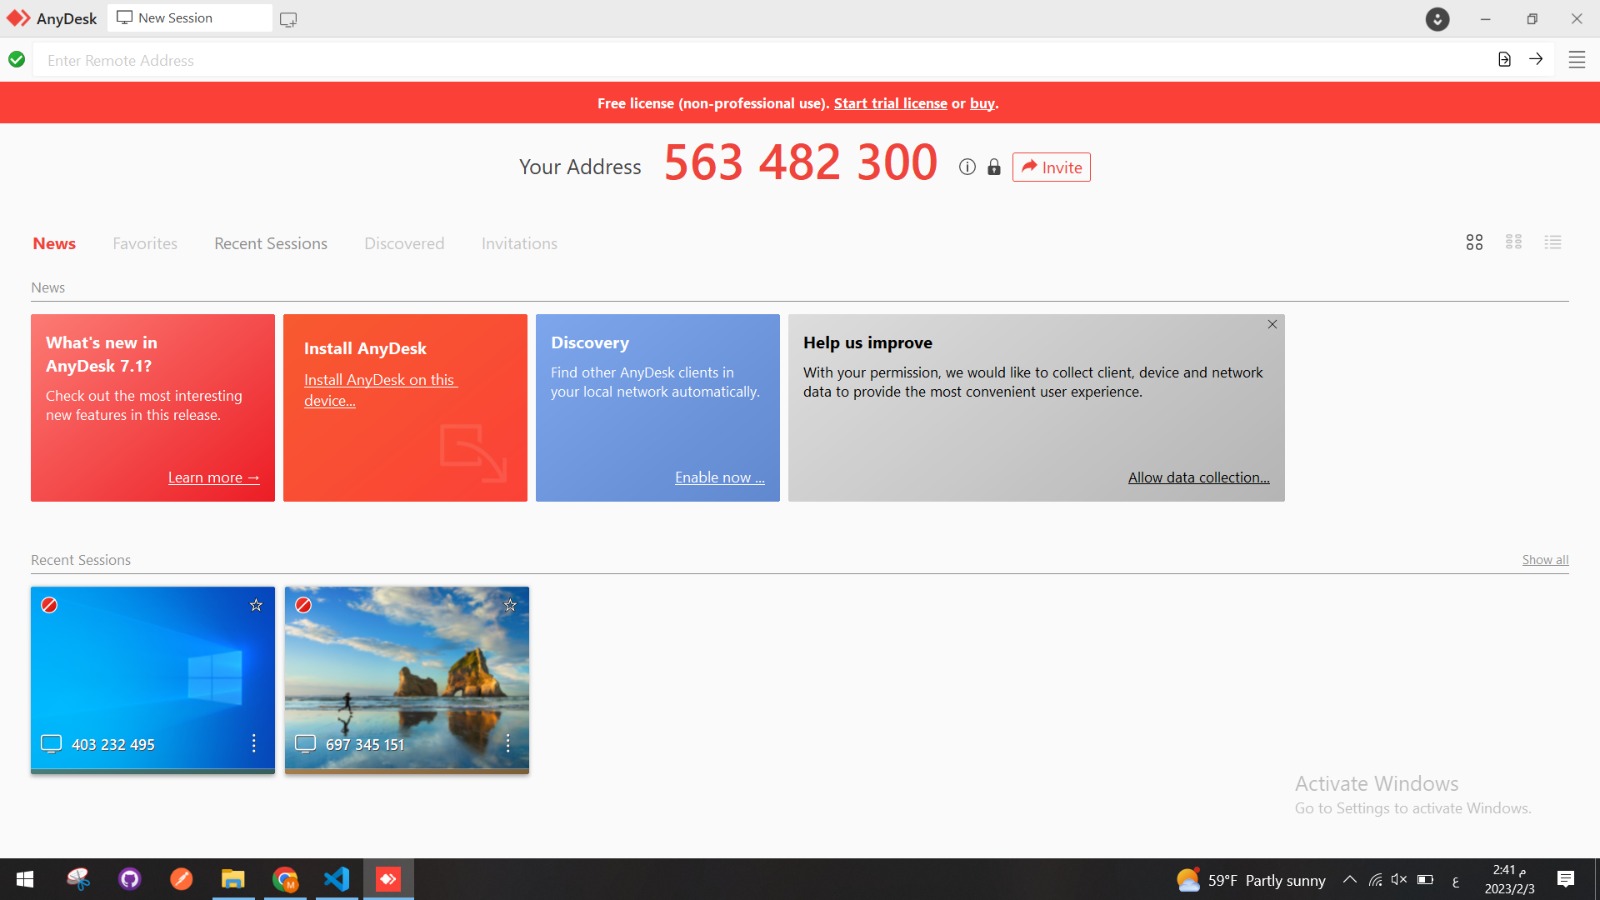 AnyDesk
New Session
Enter Remote Address
Free license (non-professional use). Start trial license or buy.
Your Address 563 482 300 Invite
News Favorites Recent Sessions Discovered Invitations
News
What's new in
AnyDesk 7.1?
Check out the most interesting
new features in this release.
Learn more →
Install AnyDesk
Install AnyDesk on this
device...
Discovery
Find other AnyDesk clients in
your local network automatically.
Enable now ...
Help us improve
With your permission, we would like to collect client, device and network
data to provide the most convenient user experience.
Allow data collection...
Recent Sessions
Show all
403 232 495
697 345 151
Activate Windows
Go to Settings to activate Windows.
M
59°F Partly sunny
ع
2:41 م
2023/2/3